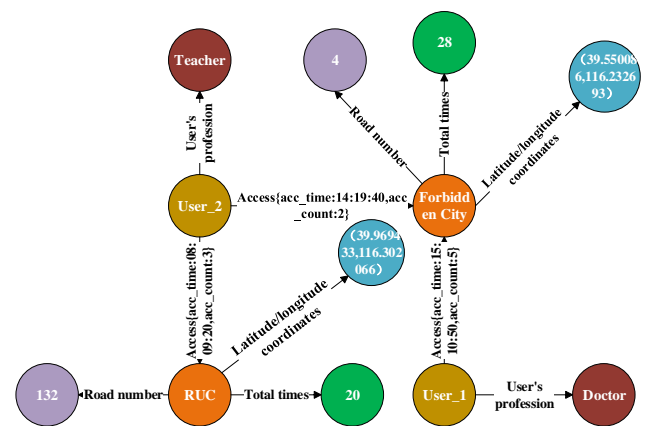 28
4
(39.55008
6,116.2326
93)
Teacher
User's
profession
Road number
Total times
Latitude/longitude
coordinates
User_2
Access{acc_time:14:19:40,acc
_count:2}
Forbidd
en City
(39.9694
33,116.302
066)
Access{acc_time:08:
09:20,acc_count:3}
Latitude/longitude
coordinates
Access{acc_time:15:
10:50,acc_count:5}
132
Road number
RUC
Total times
20
User_1
User's
profession
Doctor